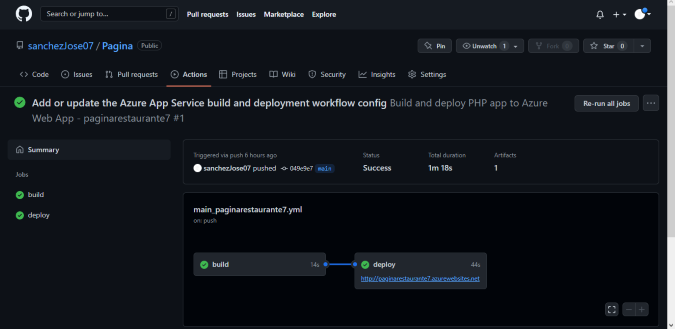 Search or jump to... /
Pull requests Issues Marketplace Explore
sanchezJose07 / Pagina Public
Pin Unwatch 1 Fork 0 Star 0
Code Issues Pull requests Actions Projects Wiki Security Insights Settings
Add or update the Azure App Service build and deployment workflow config Build and deploy PHP app to Azure
Web App - paginarestaurante7 #1
Re-run all jobs
Summary
Jobs
build
deploy
Triggered via push 6 hours ago
sanchezJose07 pushed 049e9e7 main
Status
Success
Total duration
1m 18s
Artifacts
1
main_paginarestaurante7.yml
on: push
build 14s
deploy 44s
http://paginarestaurante7.azurewebsites.net